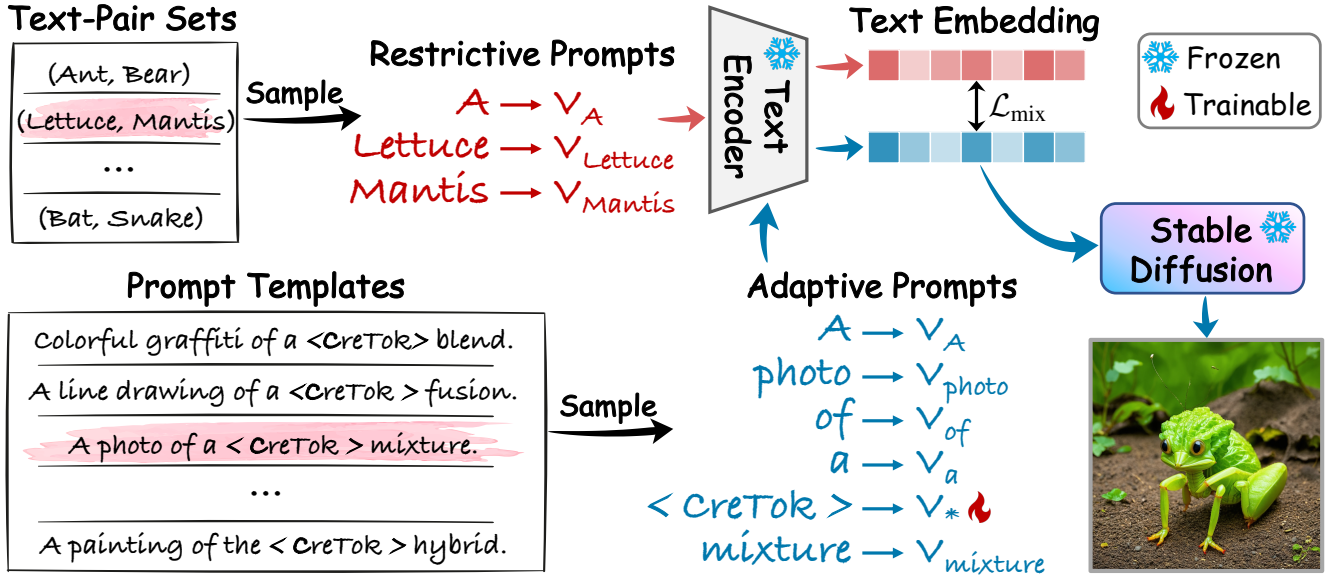 Text-Pair Sets
(Ant, Bear)
(Lettuce, Mantis)
...
(Bat, Snake)
Sample
Restrictive Prompts
A → V_A
Lettuce → V_Lettuce
Mantis → V_Mantis
Text Encoder
Text Embedding
ℒ_mix
Frozen
Trainable
Stable
Diffusion
Prompt Templates
Colorful graffiti of a <CreTok> blend.
A line drawing of a <CreTok > fusion.
A photo of a < CreTok > mixture.
...
A painting of the < CreTok > hybrid.
Sample
Adaptive Prompts
A → V_A
photo → V_photo
of → V_of
a → V_a
< CreTok > → V_*
mixture → V_mixture